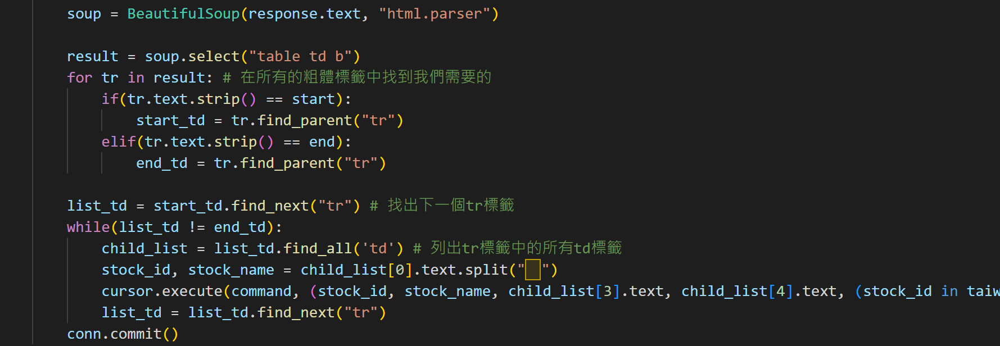 soup = BeautifulSoup(response.text, "html.parser")
result = soup.select("table td b")
for tr in result: # 在所有的粗體標籤中找到我們需要的
if(tr.text.strip() == start):
start_td = tr.find_parent("tr")
elif(tr.text.strip() == end):
end_td = tr.find_parent("tr")
list_td = start_td.find_next("tr") # 找出下一個tr標籤
while(list_td != end_td):
child_list = list_td.find_all('td') # 列出tr標籤中的所有td標籤
stock_id, stock_name = child_list[0].text.split("　")
cursor.execute(command, (stock_id, stock_name, child_list[3].text, child_list[4].text, (stock_id in taiw
list_td = list_td.find_next("tr")
conn.commit()